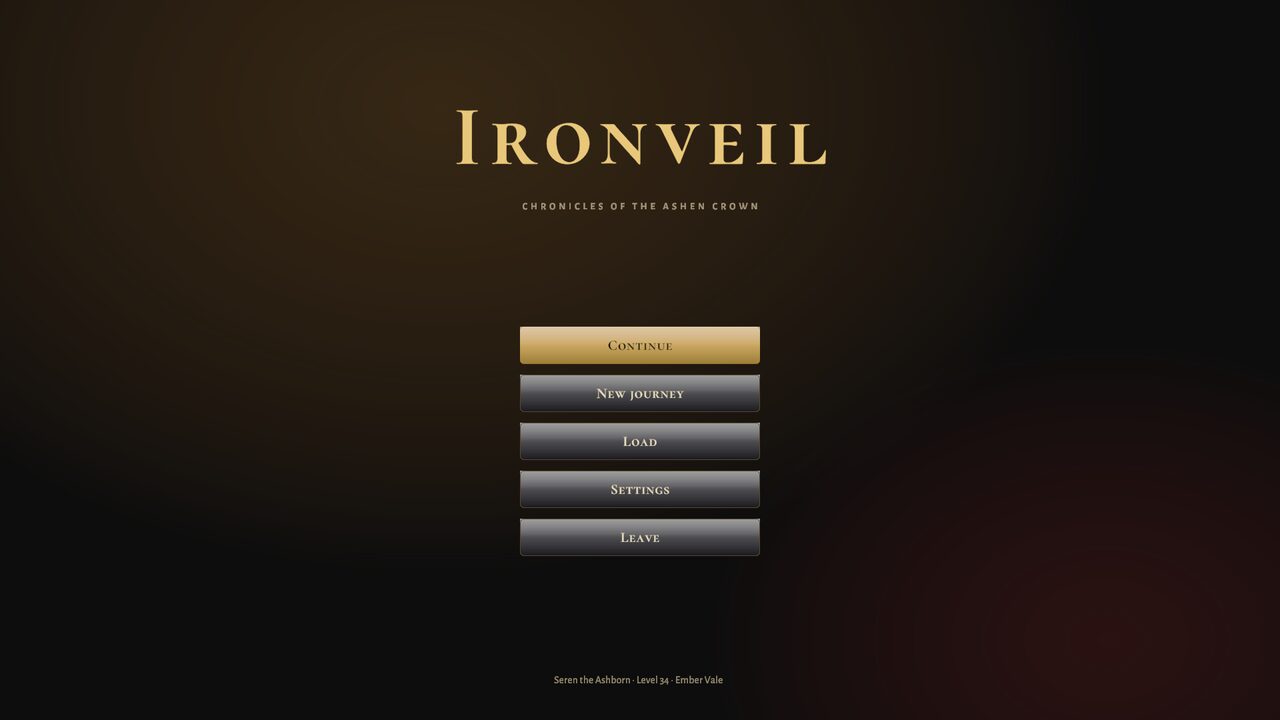 Ironveil
CHRONICLES OF THE ASHEN CROWN
Continue
New journey
Load
Settings
Leave
Seren the Ashborn · Level 34 · Ember Vale